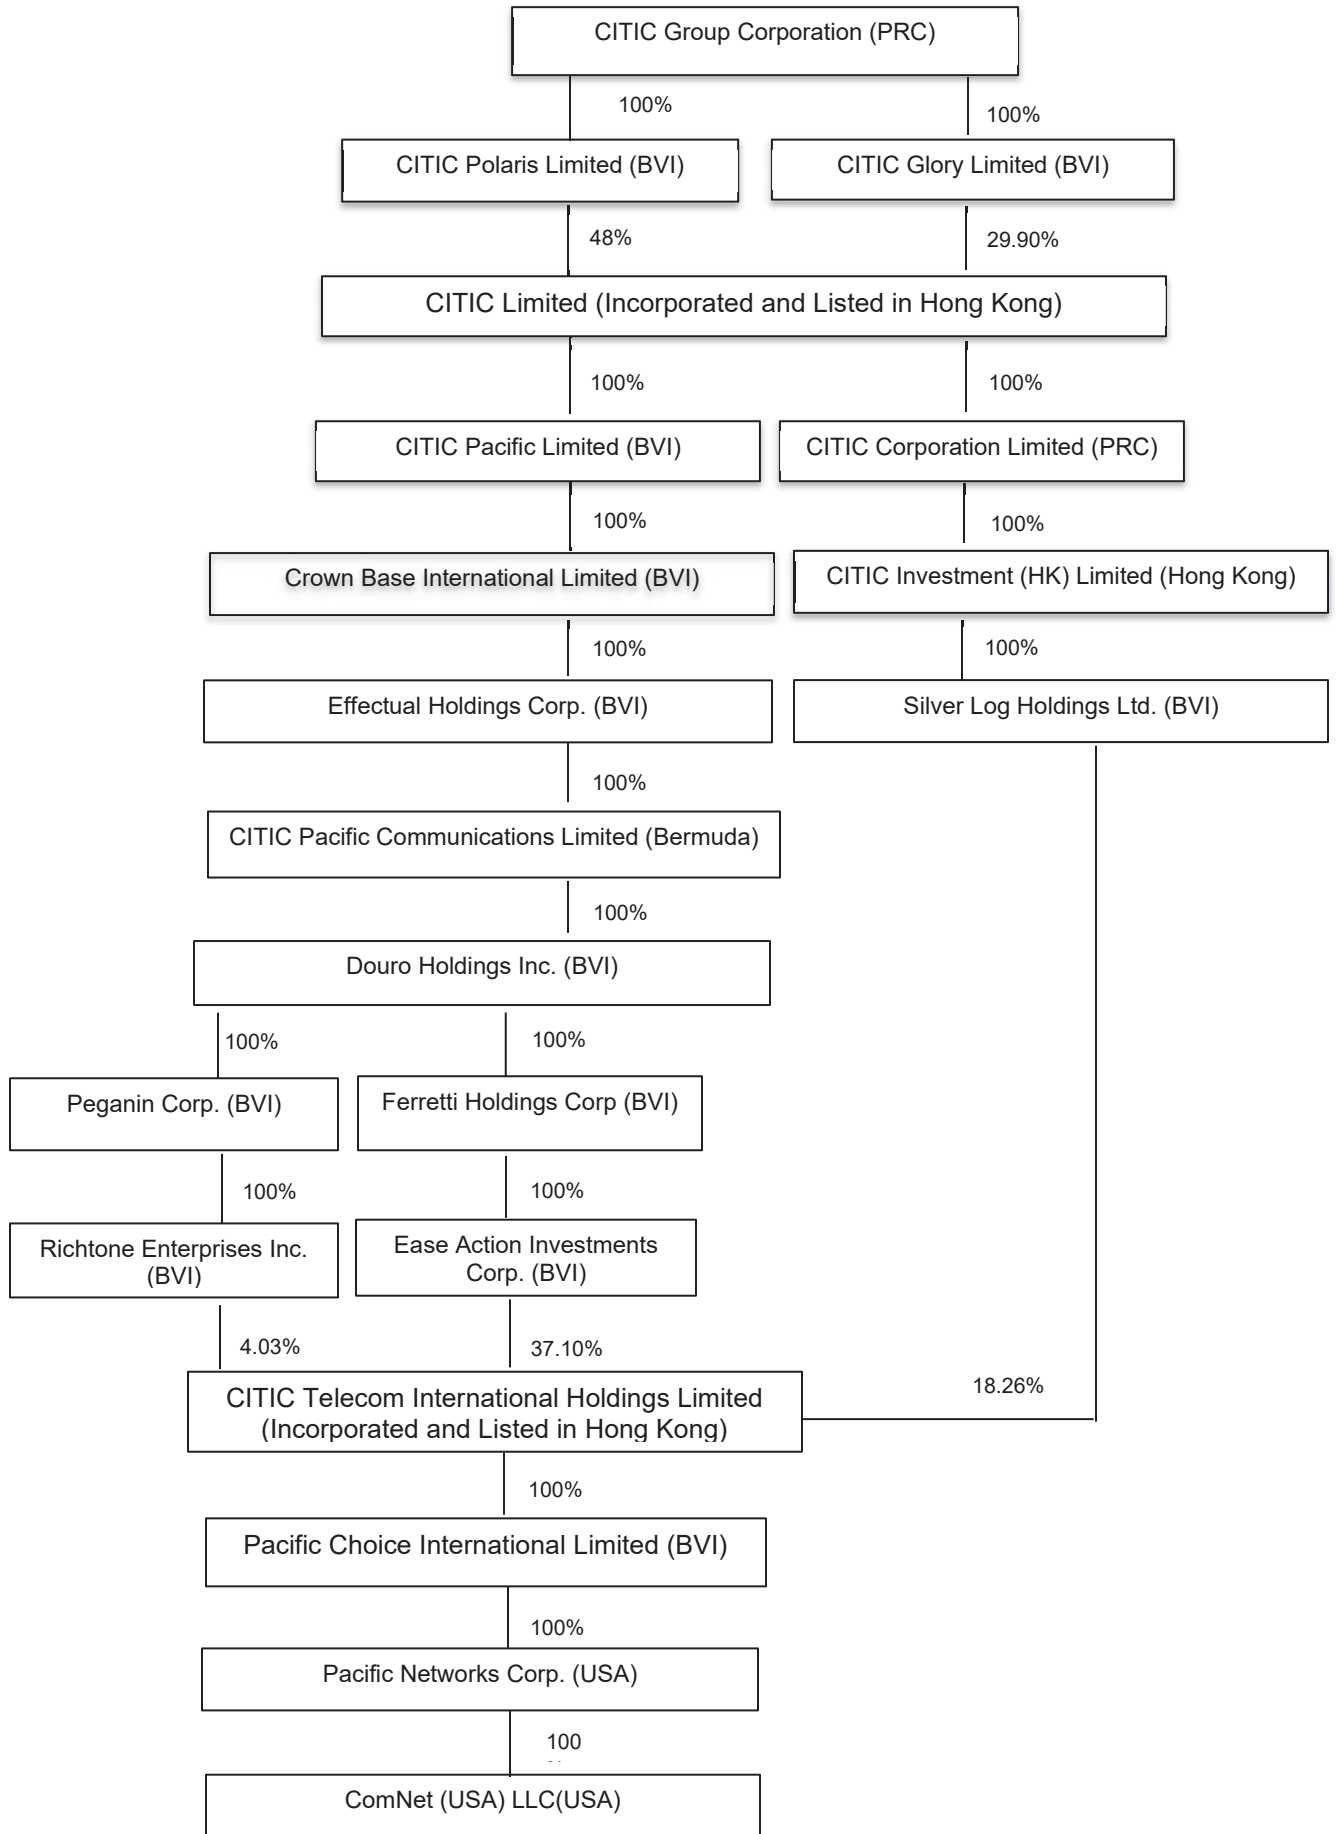 CITIC Group Corporation (PRC)
100%
100%
CITIC Polaris Limited (BVI)
CITIC Glory Limited (BVI)
48%
29.90%
CITIC Limited (Incorporated and Listed in Hong Kong)
100%
100%
CITIC Pacific Limited (BVI)
CITIC Corporation Limited (PRC)
100%
100%
Crown Base International Limited (BVI)
CITIC Investment (HK) Limited (Hong Kong)
100%
100%
Effectual Holdings Corp. (BVI)
Silver Log Holdings Ltd. (BVI)
100%
CITIC Pacific Communications Limited (Bermuda)
100%
Douro Holdings Inc. (BVI)
100%
100%
Peganin Corp. (BVI)
Ferretti Holdings Corp (BVI)
100%
100%
Richtone Enterprises Inc.
(BVI)
Ease Action Investments
Corp. (BVI)
4.03%
37.10%
18.26%
CITIC Telecom International Holdings Limited
(Incorporated and Listed in Hong Kong)
100%
Pacific Choice International Limited (BVI)
100%
Pacific Networks Corp. (USA)
100
ComNet (USA) LLC(USA)